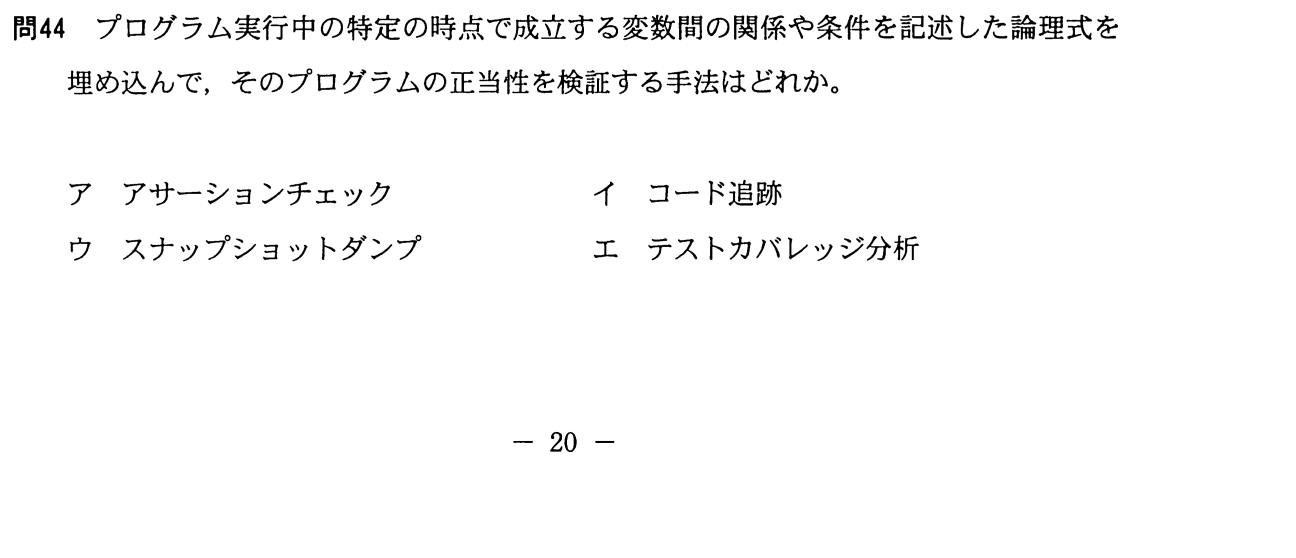 問44 プログラム実行中の特定の時点で成立する変数間の関係や条件を記述した論理式を
埋め込んで，そのプログラムの正当性を検証する手法はどれか。
ア アサーションチェック イ コード追跡
ウ スナップショットダンプ エ テストカバレッジ分析
－ 20 －